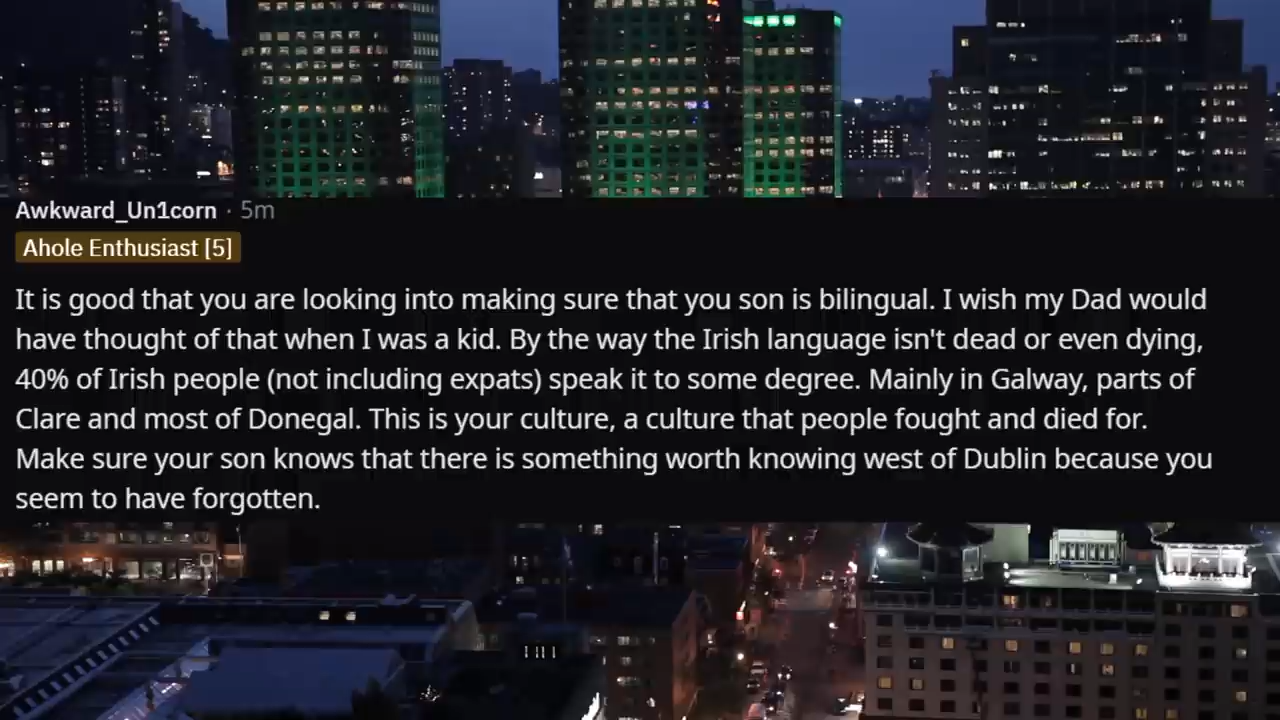 Awkward_Un1corn · 5m
Ahole Enthusiast [5]
It is good that you are looking into making sure that you son is bilingual. I wish my Dad would
have thought of that when I was a kid. By the way the Irish language isn't dead or even dying,
40% of Irish people (not including expats) speak it to some degree. Mainly in Galway, parts of
Clare and most of Donegal. This is your culture, a culture that people fought and died for.
Make sure your son knows that there is something worth knowing west of Dublin because you
seem to have forgotten.